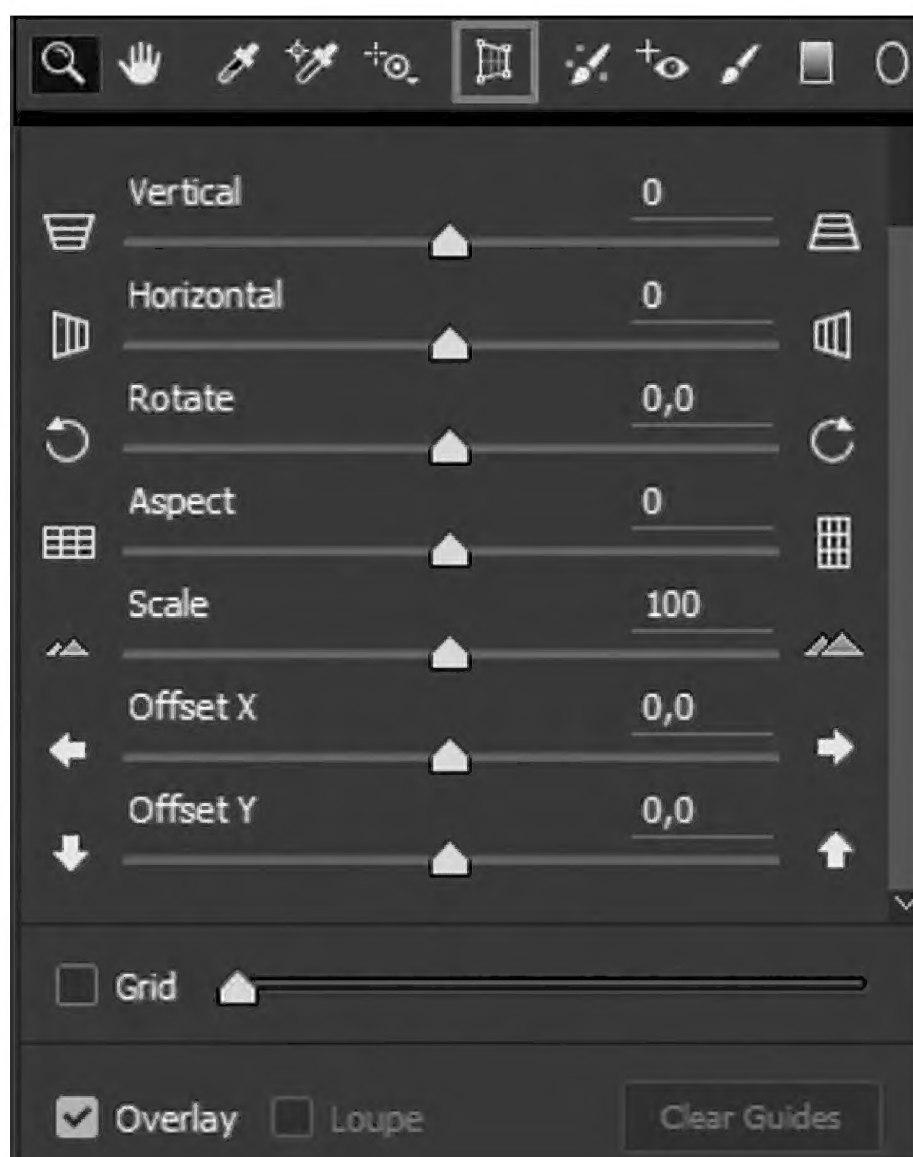 Vertical 0
Horizontal 0
Rotate 0,0
Aspect 0
Scale 100
Offset X 0,0
Offset Y 0,0
Grid
Overlay Loupe Clear Guides